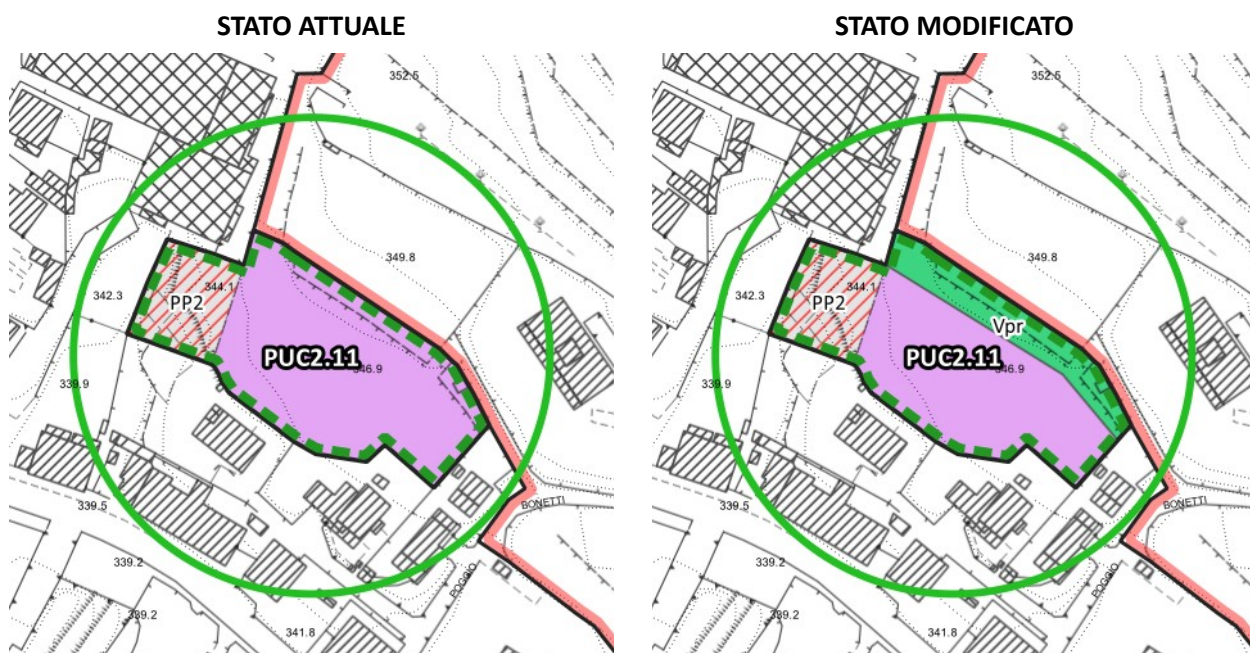 STATO ATTUALE
STATO MODIFICATO
352.5
349.8
342.3
344.1
PP2
PUC2.11
346.9
339.9
339.5
BONETTI
POGGIO
339.2
339.2
341.8
352.5
349.8
342.3
344.1
PP2
Vpr
PUC2.11
346.9
339.9
339.5
BONETTI
POGGIO
339.2
339.2
341.8